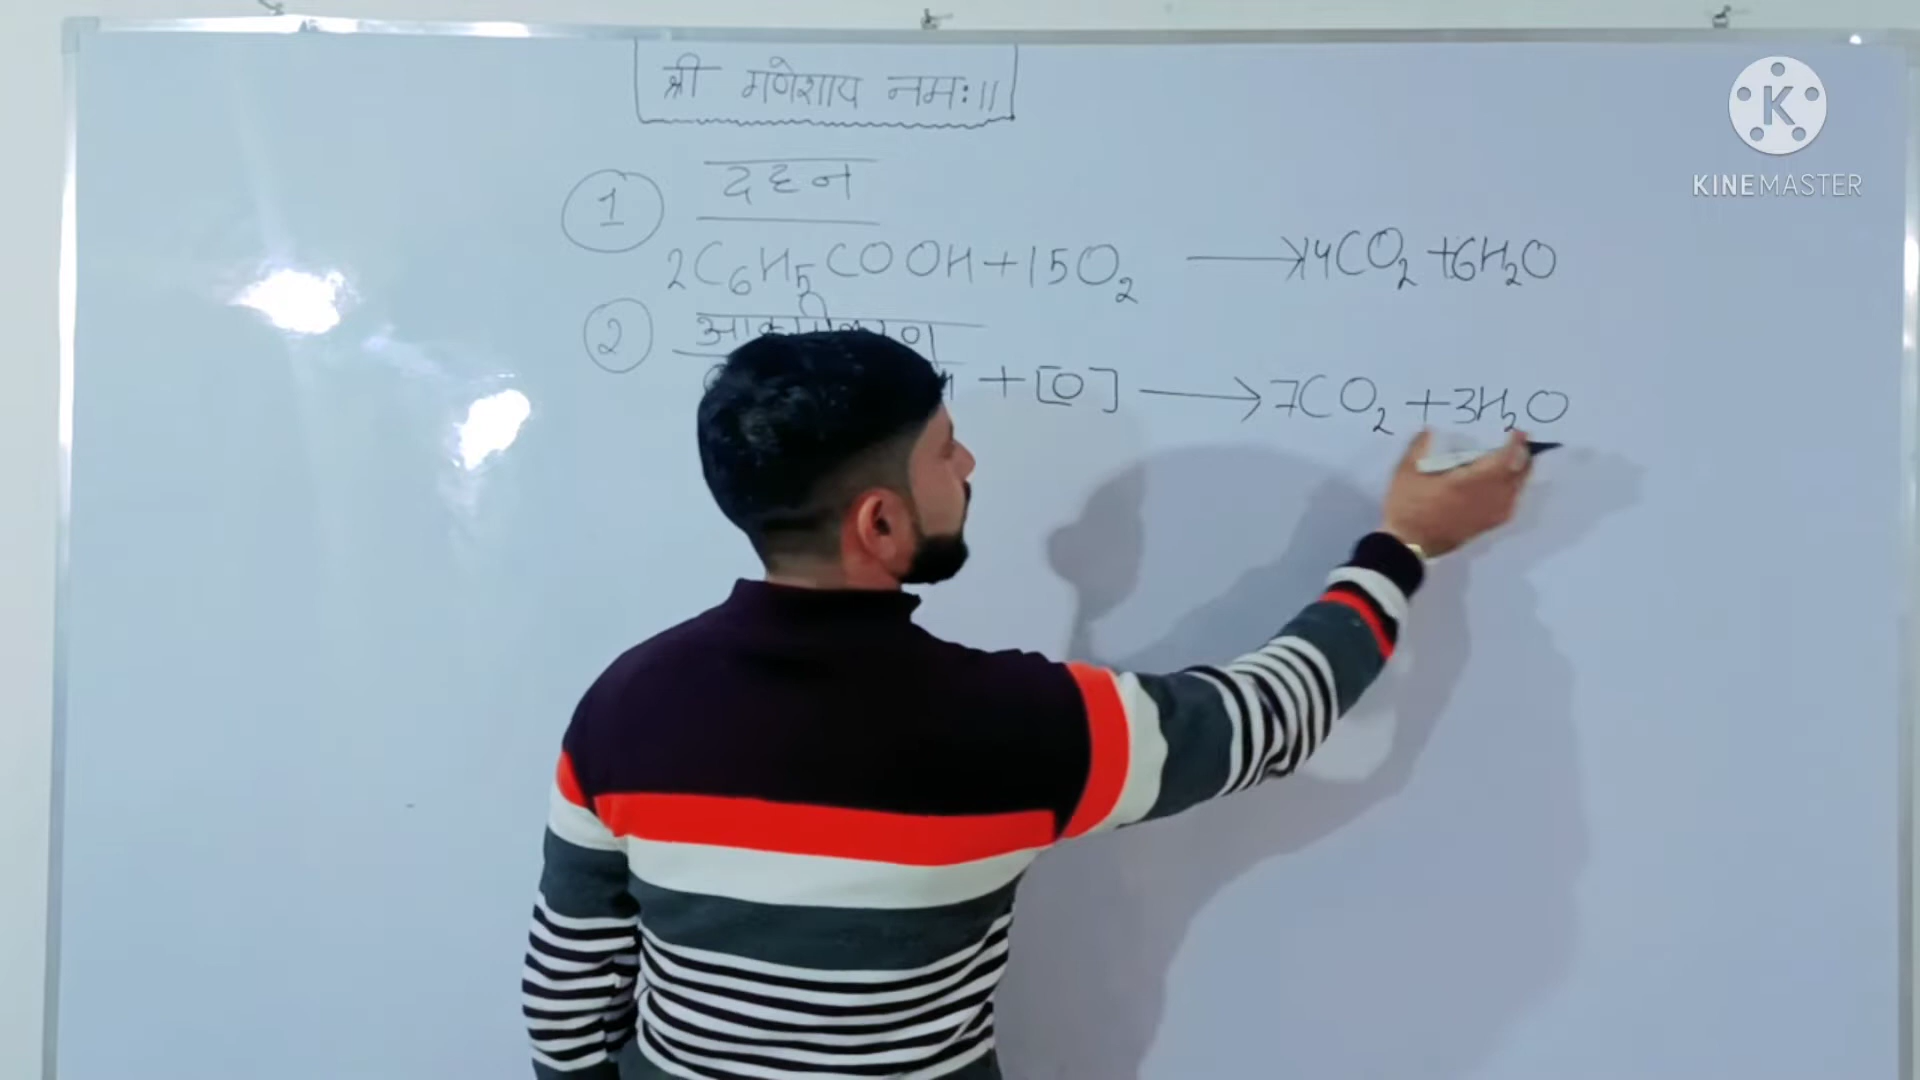 श्री गणेशाय नमः॥
K
KINEMASTER
1 दहन
2C₆H₅COOH+15O₂ → 14CO₂+6H₂O
2
+[O] → 7CO₂+3H₂O